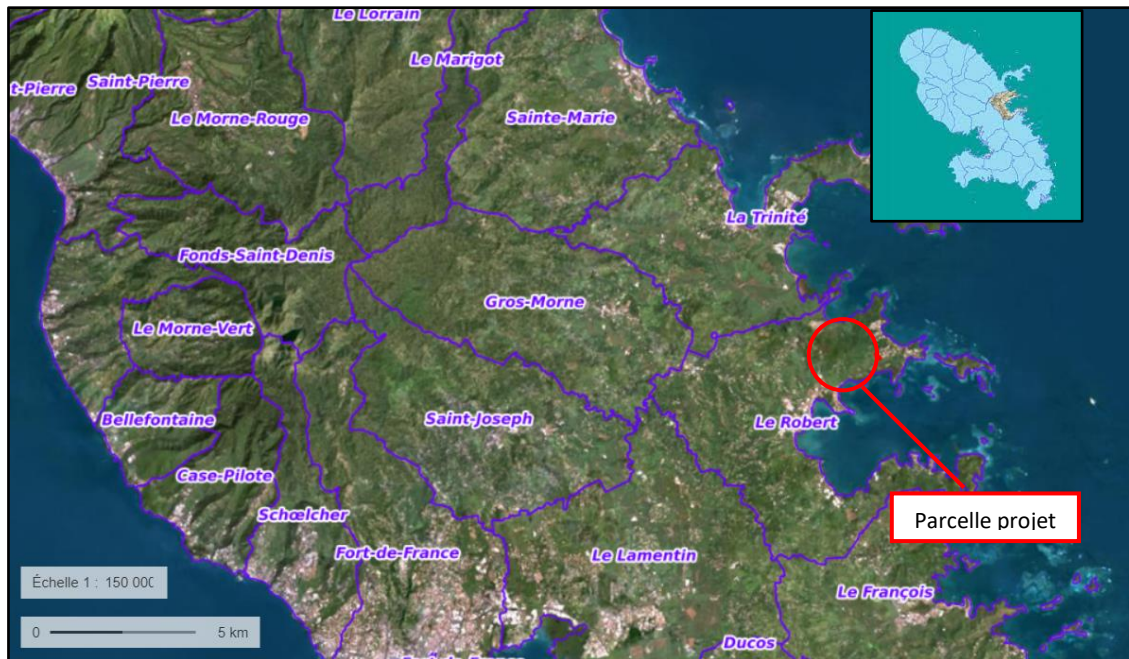 Le Lorrain
Le Marigot
t-Pierre
Saint-Pierre
Le Morne-Rouge
Sainte-Marie
La Trinité
Fonds-Saint-Denis
Gros-Morne
Le Morne-Vert
Bellefontaine
Saint-Joseph
Le Robert
Case-Pilote
Schœlcher
Parcelle projet
Fort-de-France
Le Lamentin
Échelle 1 : 150 000
Le François
0
5 km
Ducos